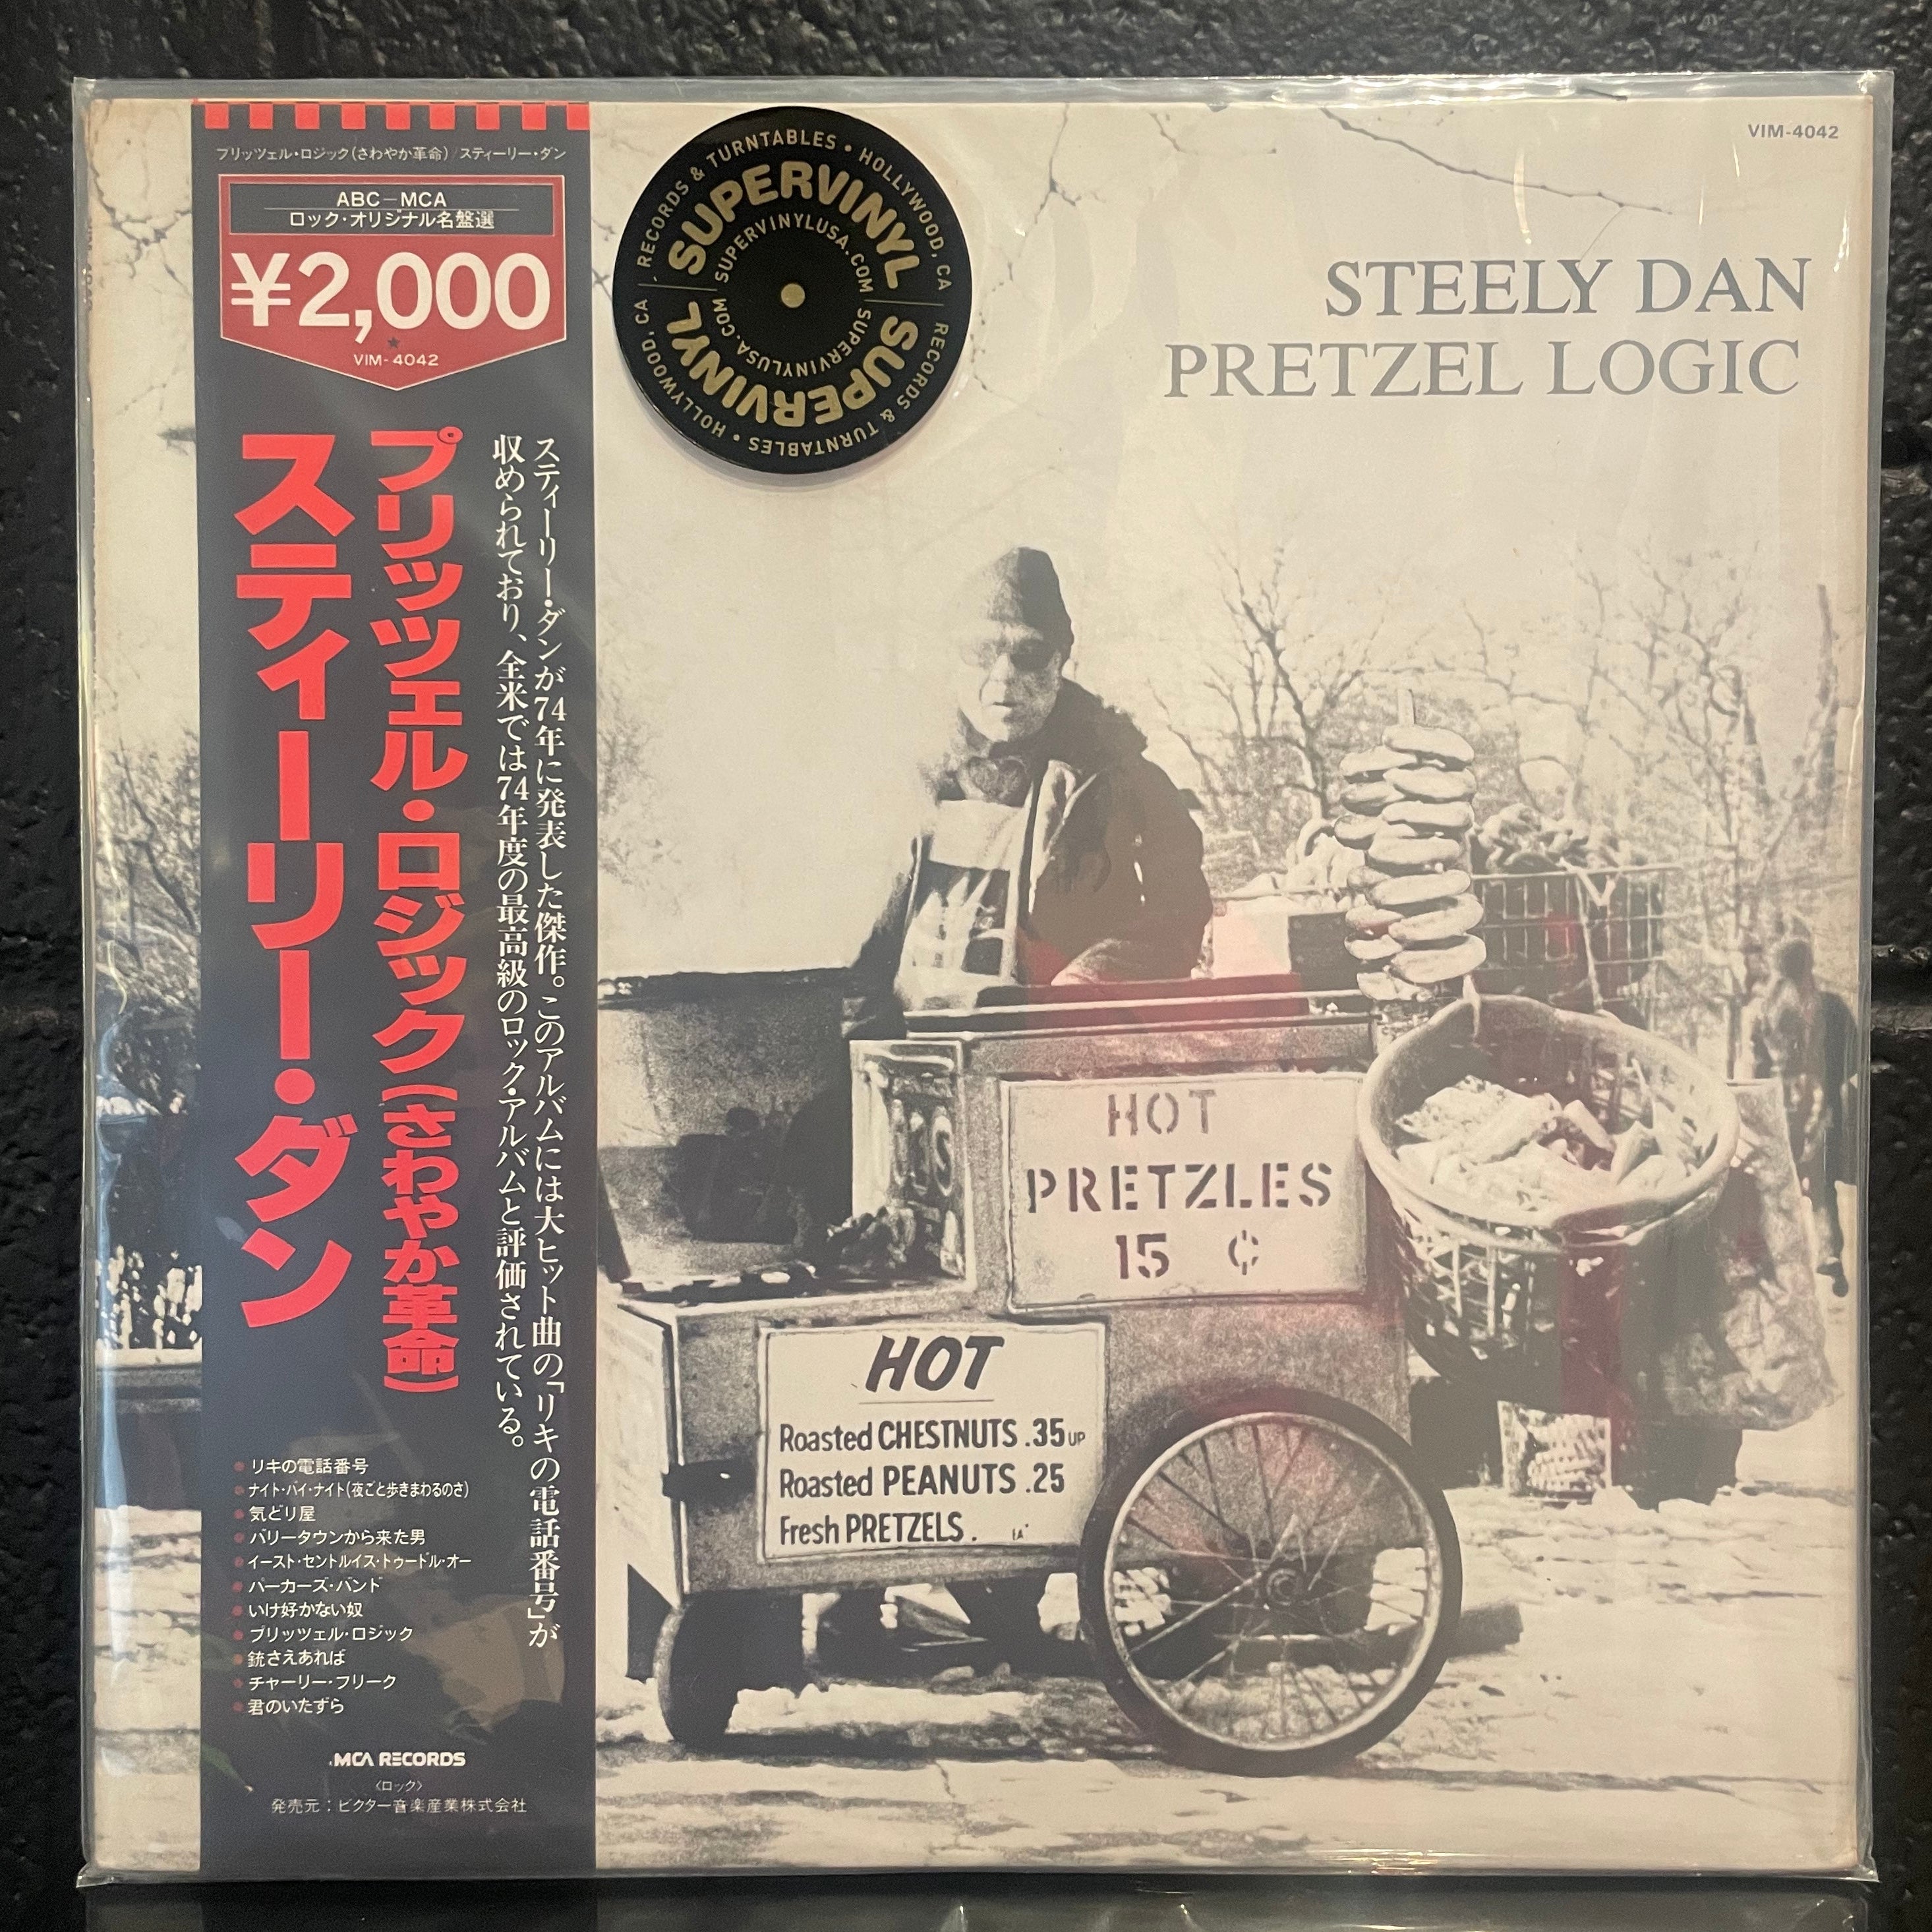 プリッツェル・ロジック(さわやか革命)/スティーリー・ダン
ABC–MCA
ロック・オリジナル名盤選
¥2,000
VIM-4042
スティーリー・ダンが74年に発表した傑作。このアルバムには大ヒット曲の「リキの電話番号」が
収められており、全米では74年度の最高級のロック・アルバムと評価されている。
プリッツェル・ロジック(さわやか革命)
スティーリー・ダン
リキの電話番号
ナイト・バイ・ナイト(夜ごと歩きまわるのさ)
気どり屋
バリータウンから来た男
イースト・セントルイス・トゥードル・オー
パーカーズ・バンド
いけ好かない奴
プリッツェル・ロジック
銃さえあれば
チャーリー・フリーク
君のいたずら
MCA RECORDS
〈ロック〉
発売元:ビクター音楽産業株式会社
RECORDS & TURNTABLES • HOLLYWOOD, CA
SUPERVINYL
SUPERVINYLUSA.COM
SUPERVINYLUSA.COM
SUPERVINYL
RECORDS & TURNTABLES • HOLLYWOOD, CA
VIM-4042
STEELY DAN
PRETZEL LOGIC
HOT
PRETZLES
15 ¢
HOT
Roasted CHESTNUTS .35 UP
Roasted PEANUTS .25
Fresh PRETZELS .